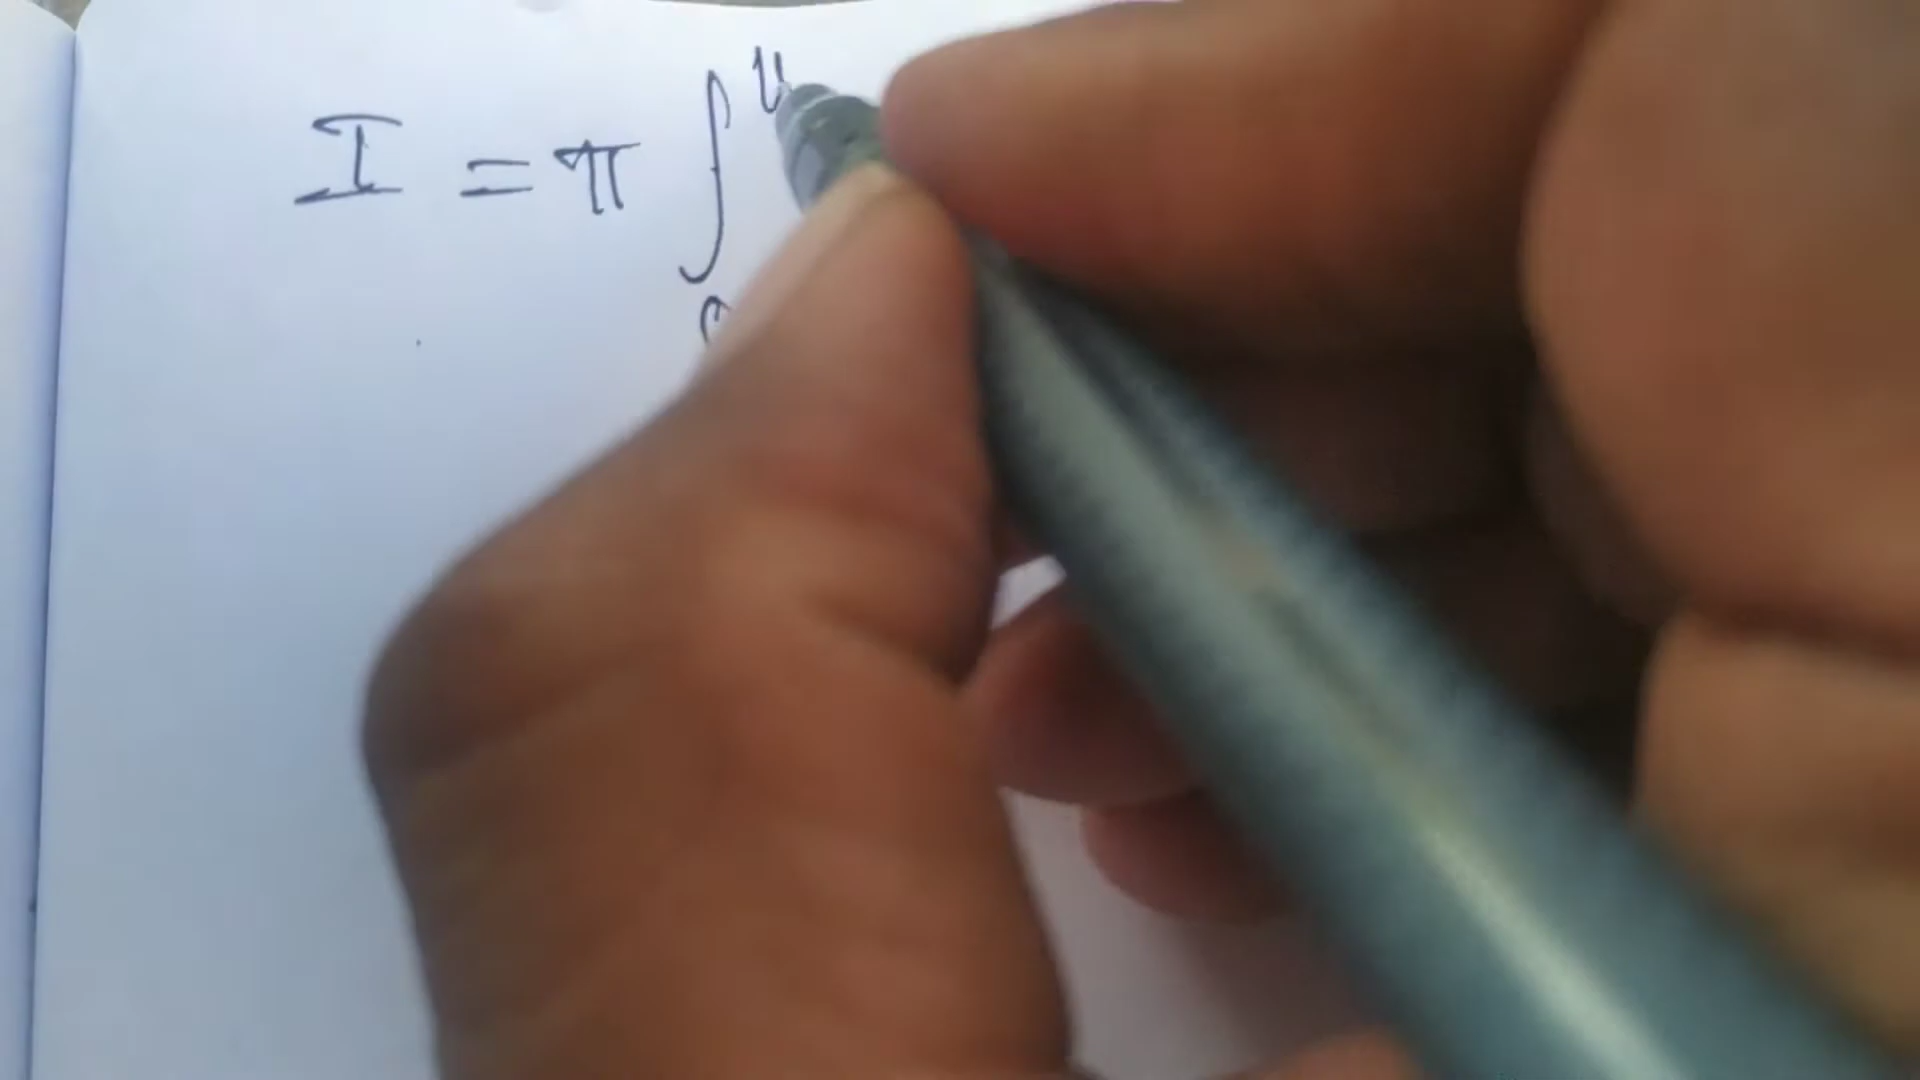 I = π ∫